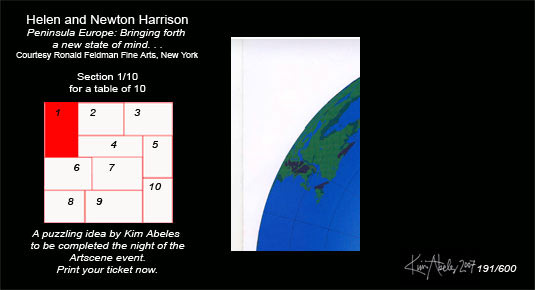 Helen and Newton Harrison
Peninsula Europe: Bringing forth
a new state of mind. . .
Courtesy Ronald Feldman Fine Arts, New York
Section 1/10
for a table of 10
1 2 3
4 5
6 7
10
8 9
A puzzling idea by Kim Abeles
to be completed the night of the
Artscene event.
Print your ticket now.
Kim Abeles 2007 191/600